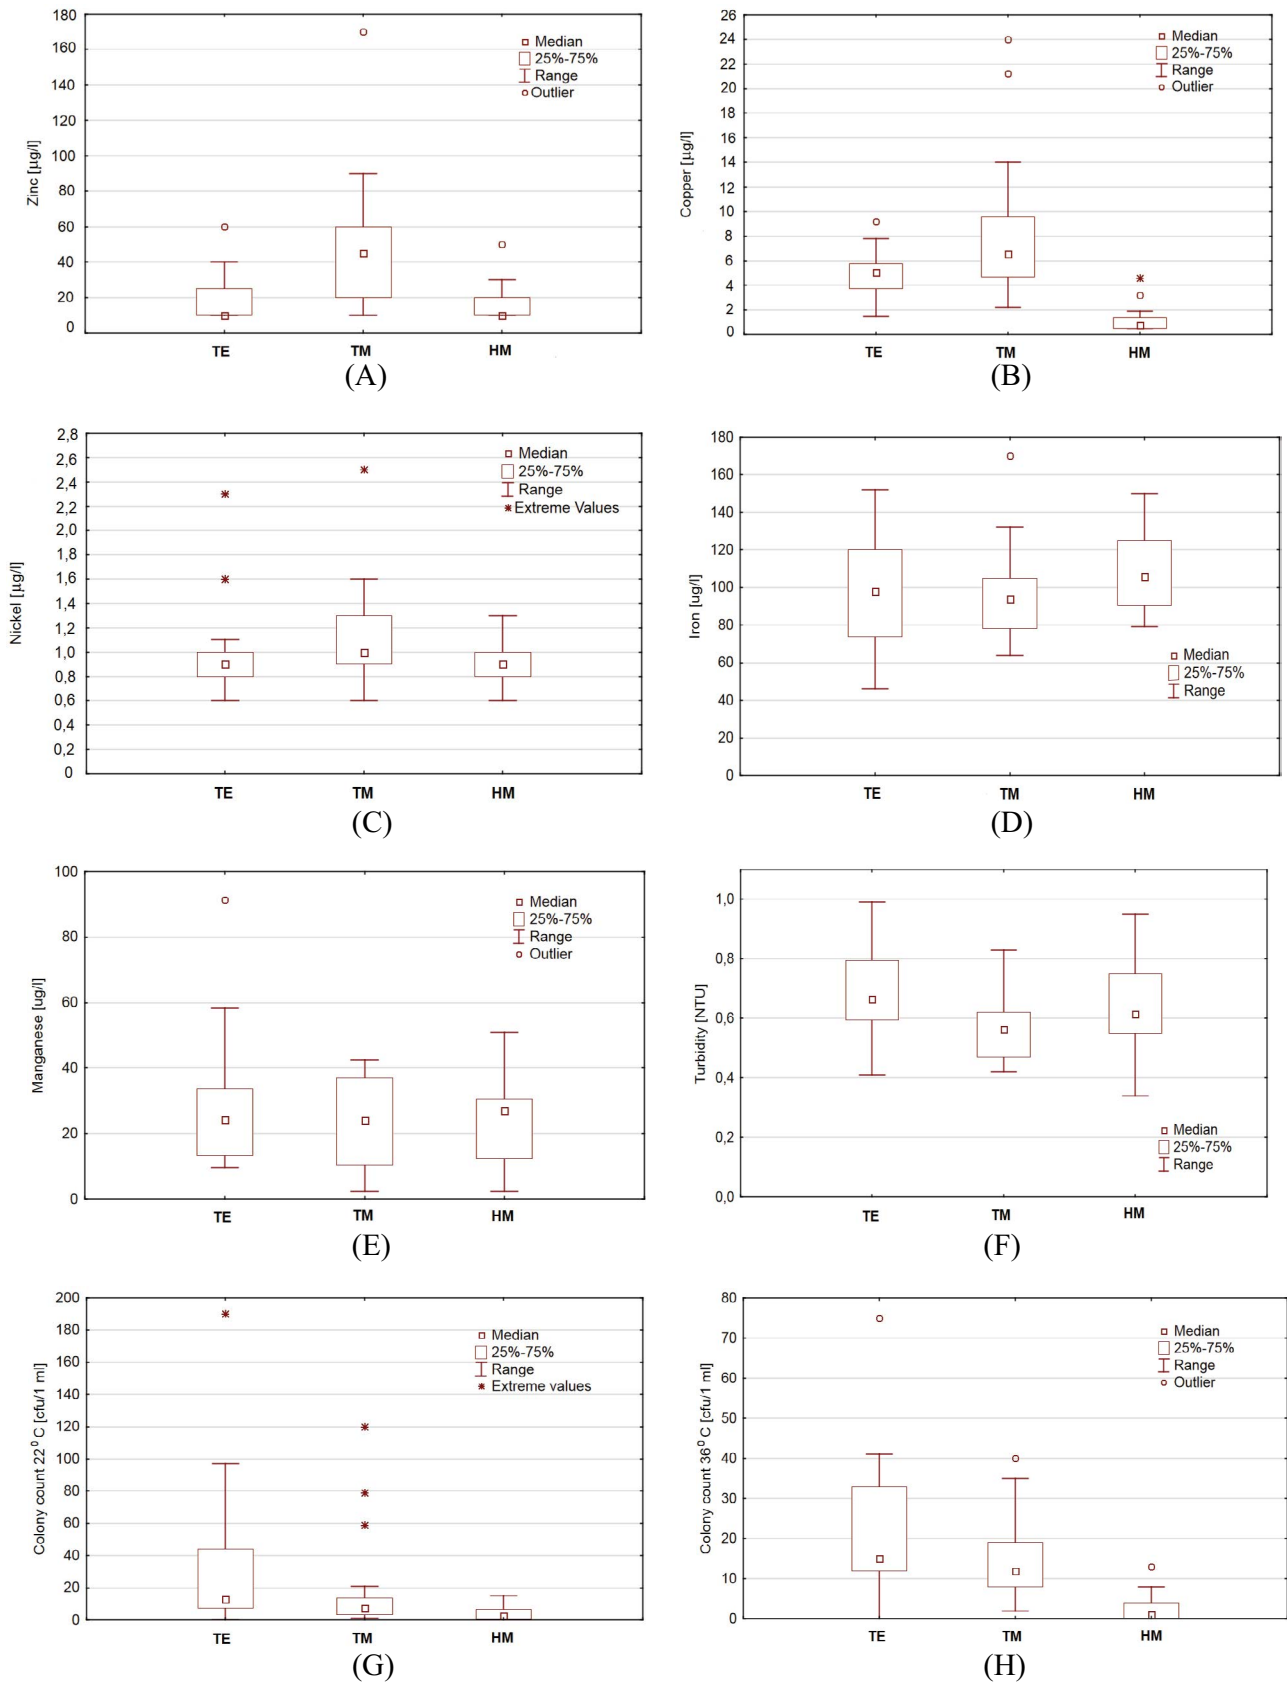 180
160
140
120
100
80
60
40
20
0
Zinc [µg/l]
Median
25%-75%
Range
Outlier
TE TM HM
(A)
26
24
22
20
18
16
14
12
10
8
6
4
2
0
Copper [µg/l]
Median
25%-75%
Range
Outlier
TE TM HM
(B)
2,8
2,6
2,4
2,2
2,0
1,8
1,6
1,4
1,2
1,0
0,8
0,6
0,4
0,2
0
Nickel [µg/l]
Median
25%-75%
Range
Extreme Values
TE TM HM
(C)
180
160
140
120
100
80
60
40
20
0
Iron [ug/l]
Median
25%-75%
Range
TE TM HM
(D)
100
80
60
40
20
0
Manganese [ug/l]
Median
25%-75%
Range
Outlier
TE TM HM
(E)
1,0
0,8
0,6
0,4
0,2
0,0
Turbidity [NTU]
Median
25%-75%
Range
TE TM HM
(F)
200
180
160
140
120
100
80
60
40
20
0
Colony count 22⁰ C [cfu/1 ml]
Median
25%-75%
Range
Extreme values
TE TM HM
(G)
80
70
60
50
40
30
20
10
0
Colony count 36⁰ C [cfu/1 ml]
Median
25%-75%
Range
Outlier
TE TM HM
(H)